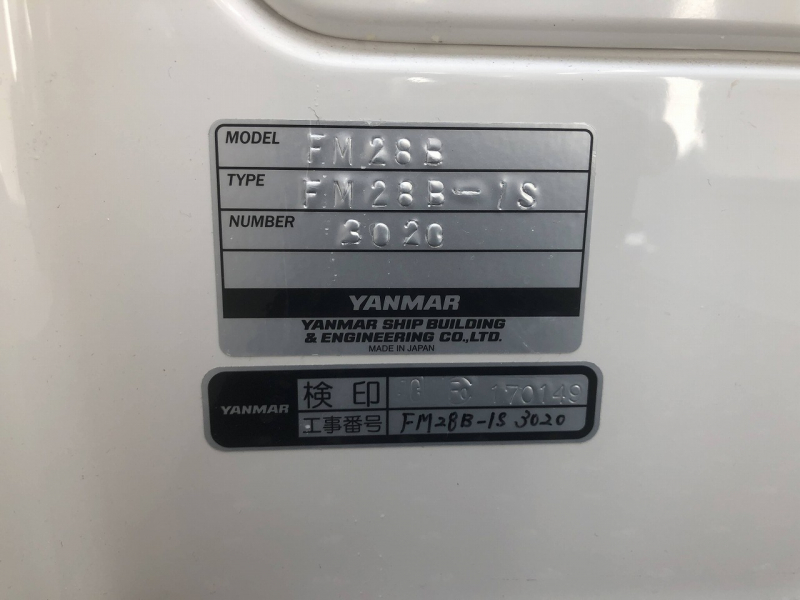 MODEL FM28B
TYPE FM28B-1S
NUMBER 3020
YANMAR
YANMAR SHIP BUILDING
& ENGINEERING CO.,LTD.
MADE IN JAPAN
YANMAR
検印 170149
工事番号 FM28B-1S 3020